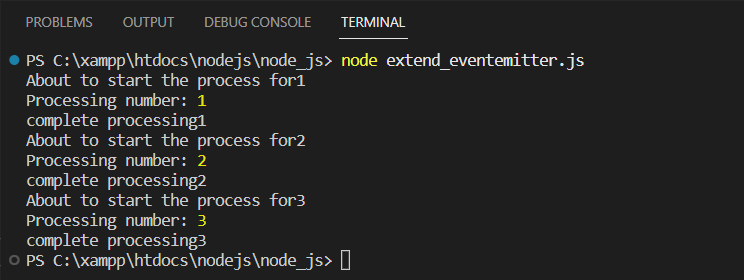 PROBLEMS OUTPUT DEBUG CONSOLE TERMINAL
PS C:\xampp\htdocs\nodejs\node_js> node extend_eventemitter.js
About to start the process for1
Processing number: 1
complete processing1
About to start the process for2
Processing number: 2
complete processing2
About to start the process for3
Processing number: 3
complete processing3
PS C:\xampp\htdocs\nodejs\node_js>